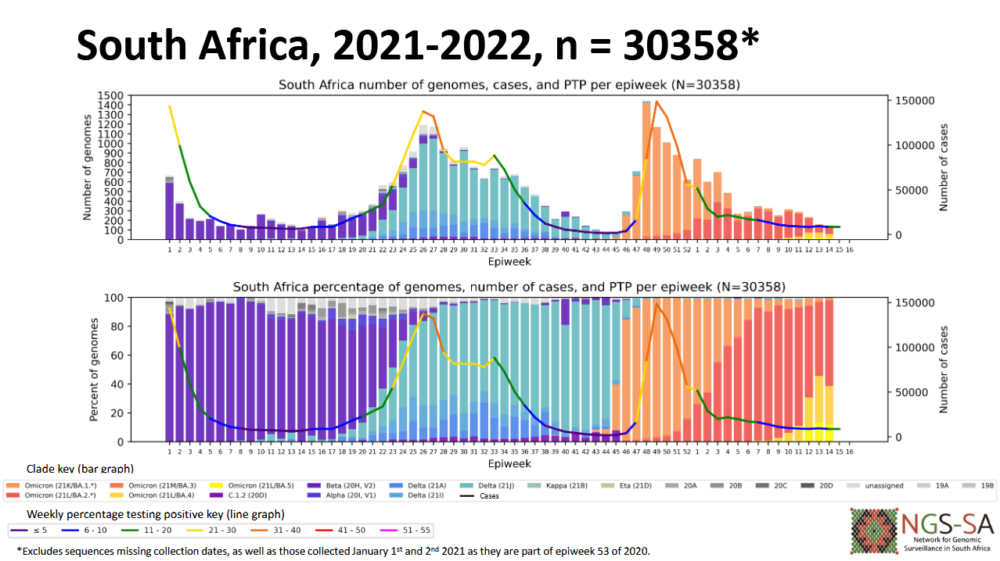 South Africa, 2021-2022, n = 30358*
South Africa number of genomes, cases, and PTP per epiweek (N=30358)
Number of genomes
1500
1400
1300
1200
1100
1000
900
800
700
600
500
400
300
200
100
0
150000
100000
50000
0
Number of cases
1 2 3 4 5 6 7 8 9 10 11 12 13 14 15 16 17 18 19 20 21 22 23 24 25 26 27 28 29 30 31 32 33 34 35 36 37 38 39 40 41 42 43 44 45 46 47 48 49 50 51 52 1 2 3 4 5 6 7 8 9 10 11 12 13 14 15 16
Epiweek
South Africa percentage of genomes, number of cases, and PTP per epiweek (N=30358)
Percent of genomes
100
80
60
40
20
0
150000
100000
50000
0
Number of cases
1 2 3 4 5 6 7 8 9 10 11 12 13 14 15 16 17 18 19 20 21 22 23 24 25 26 27 28 29 30 31 32 33 34 35 36 37 38 39 40 41 42 43 44 45 46 47 48 49 50 51 52 1 2 3 4 5 6 7 8 9 10 11 12 13 14 15 16
Epiweek
Clade key (bar graph)
Omicron (21K/BA.1.*) Omicron (21M/BA.3) Omicron (21L/BA.5) Beta (20H, V2) Delta (21A) Delta (21J) Kappa (21B) Eta (21D) 20A 20B 20C 20D unassigned 19A 19B
Omicron (21L/BA.2.*) Omicron (21L/BA.4) C.1.2 (20D) Alpha (20I, V1) Delta (21I) Cases
Weekly percentage testing positive key (line graph)
≤ 5 6 - 10 11 - 20 21 - 30 31 - 40 41 - 50 51 - 55
NGS-SA
Network for Genomic
Surveillance in South Africa
*Excludes sequences missing collection dates, as well as those collected January 1st and 2nd 2021 as they are part of epiweek 53 of 2020.